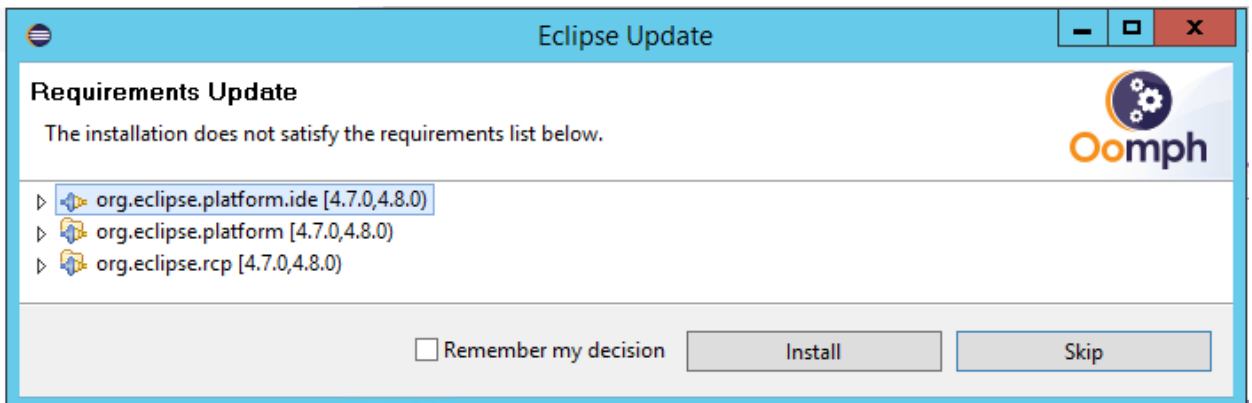 Eclipse Update
Requirements Update
The installation does not satisfy the requirements list below.
Oomph
org.eclipse.platform.ide [4.7.0,4.8.0)
org.eclipse.platform [4.7.0,4.8.0)
org.eclipse.rcp [4.7.0,4.8.0)
Remember my decision Install Skip